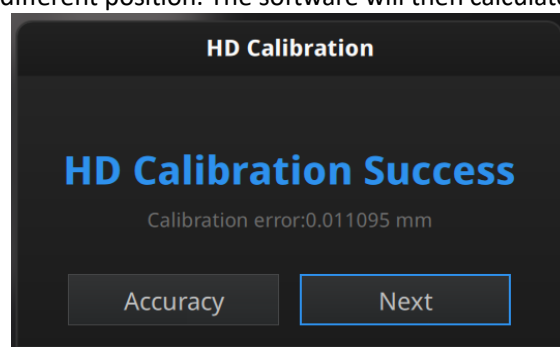 different position. The software will then calculate
HD Calibration
HD Calibration Success
Calibration error:0.011095 mm
Accuracy
Next